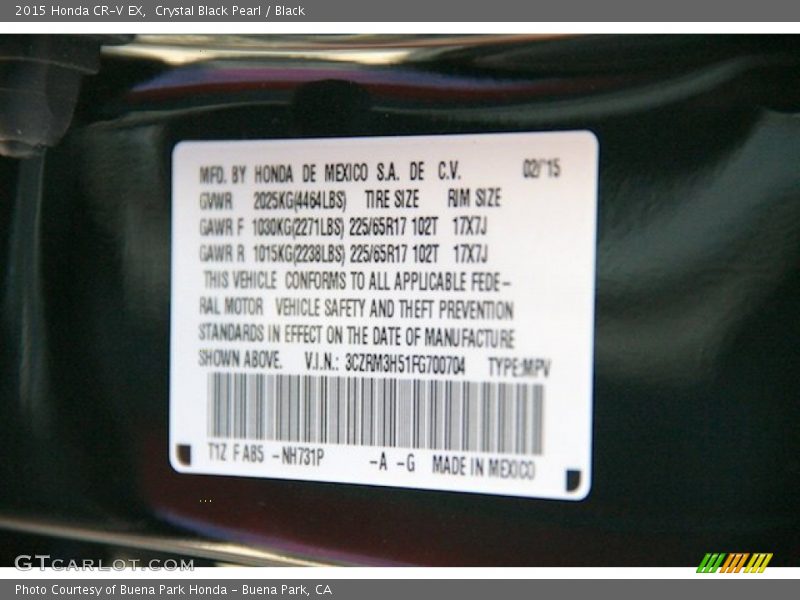 2015 Honda CR-V EX, Crystal Black Pearl / Black
MFD. BY HONDA DE MEXICO S.A. DE C.V. 02/'15
GVWR 2025KG(4464LBS) TIRE SIZE RIM SIZE
GAWR F 1030KG(2271LBS) 225/65R17 102T 17X7J
GAWR R 1015KG(2238LBS) 225/65R17 102T 17X7J
THIS VEHICLE CONFORMS TO ALL APPLICABLE FEDE-
RAL MOTOR VEHICLE SAFETY AND THEFT PREVENTION
STANDARDS IN EFFECT ON THE DATE OF MANUFACTURE
SHOWN ABOVE. V.I.N.: 3CZRM3H51FG700704 TYPE:MPV
T1Z F AB5 -NH731P -A -G MADE IN MEXICO
GTCARLOT.COM
Photo Courtesy of Buena Park Honda - Buena Park, CA